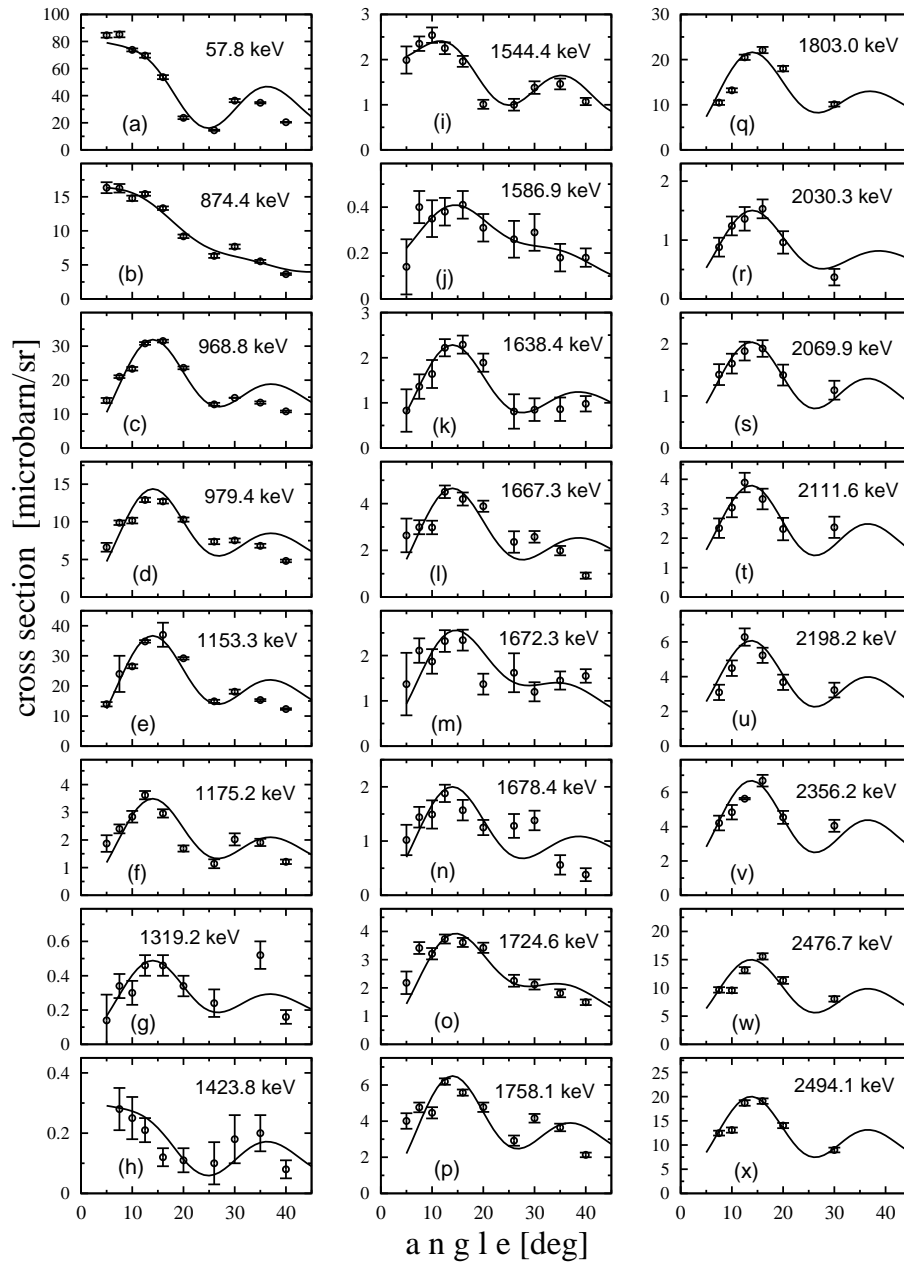 cross section [microbarn/sr]
100
80
60
40
20
0
57.8 keV
(a)
15
10
5
0
874.4 keV
(b)
30
20
10
0
968.8 keV
(c)
15
10
5
0
979.4 keV
(d)
40
30
20
10
0
1153.3 keV
(e)
4
3
2
1
0
1175.2 keV
(f)
0.6
0.4
0.2
0.0
1319.2 keV
(g)
0.4
0.2
0.0
1423.8 keV
(h)
0 10 20 30 40
3
2
1
0
1544.4 keV
(i)
0.4
0.2
0.0
1586.9 keV
(j)
3
2
1
0
1638.4 keV
(k)
4
2
0
1667.3 keV
(l)
2
1
0
1672.3 keV
(m)
2
1
0
1678.4 keV
(n)
4
3
2
1
0
1724.6 keV
(o)
6
4
2
0
1758.1 keV
(p)
0 10 20 30 40
30
20
10
0
1803.0 keV
(q)
2
1
0
2030.3 keV
(r)
2
1
0
2069.9 keV
(s)
4
3
2
1
0
2111.6 keV
(t)
6
4
2
0
2198.2 keV
(u)
6
4
2
0
2356.2 keV
(v)
20
15
10
5
0
2476.7 keV
(w)
25
20
15
10
5
0
2494.1 keV
(x)
0 10 20 30 40
a n g l e [deg]